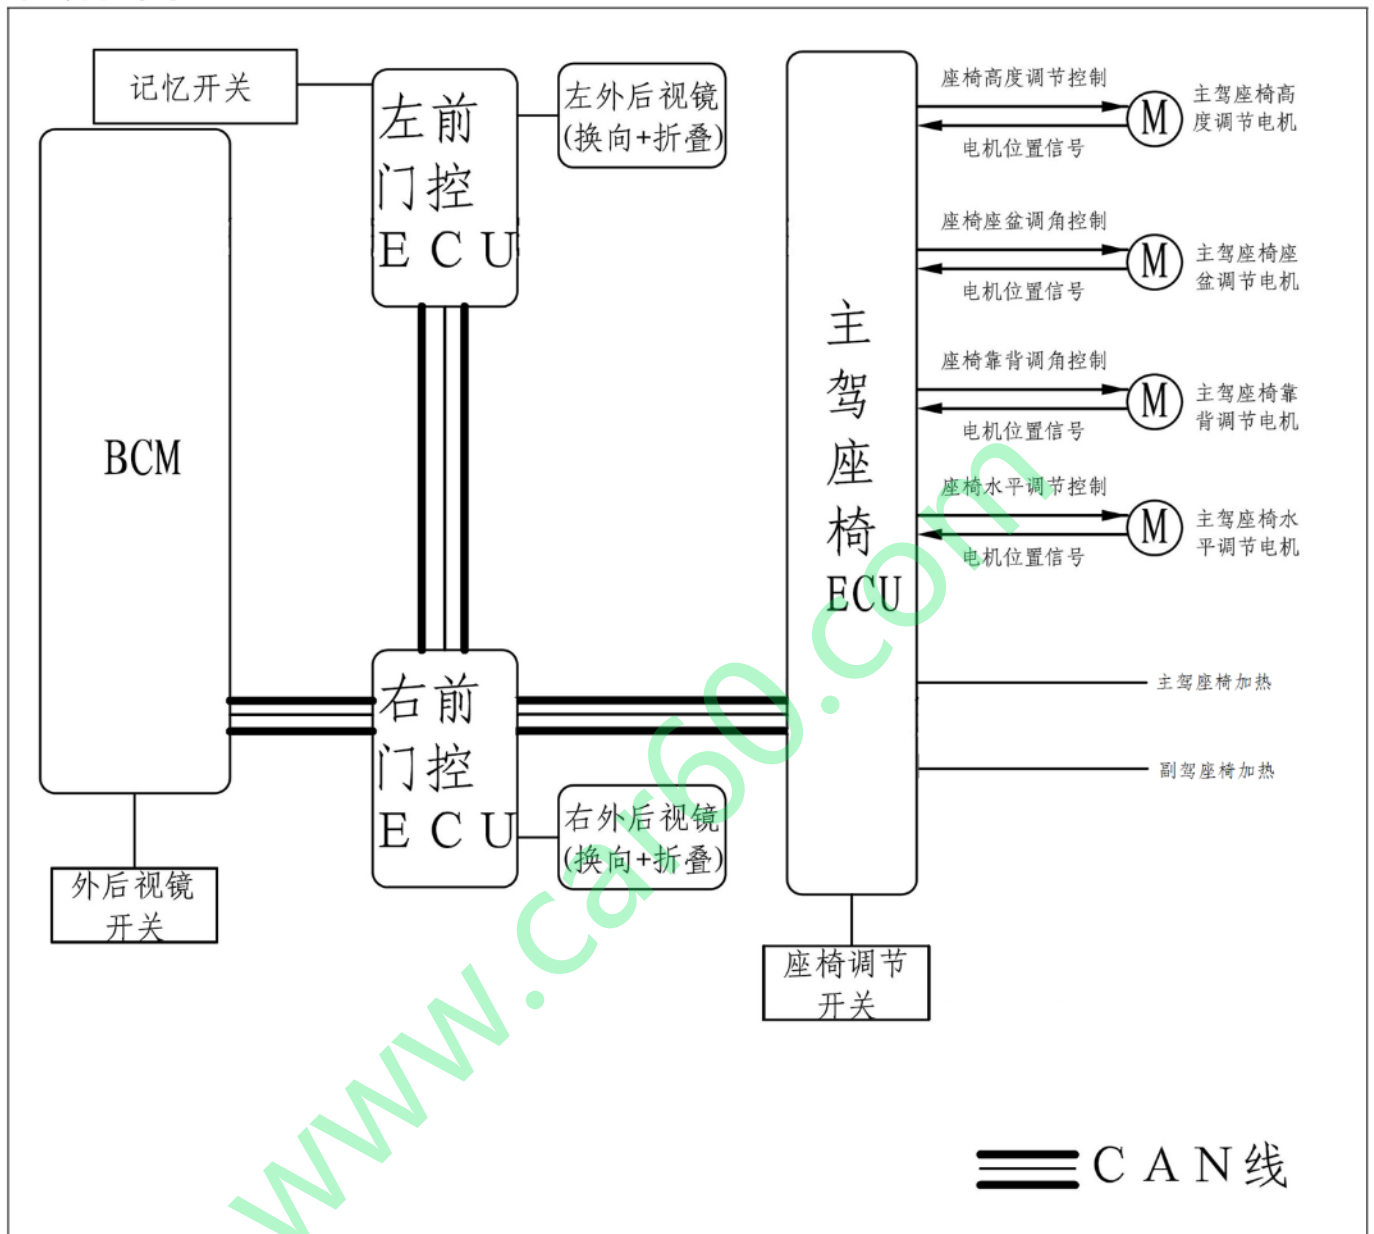 记忆开关
左前
门控
ECU
左外后视镜
(换向+折叠)
BCM
外后视镜
开关
右前
门控
ECU
右外后视镜
(换向+折叠)
主
驾
座
椅
ECU
座椅调节
开关
座椅高度调节控制
电机位置信号
M
主驾座椅高
度调节电机
座椅座盆调角控制
电机位置信号
M
主驾座椅座
盆调节电机
座椅靠背调角控制
电机位置信号
M
主驾座椅靠
背调节电机
座椅水平调节控制
电机位置信号
M
主驾座椅水
平调节电机
主驾座椅加热
副驾座椅加热
CAN线
www.car60.com